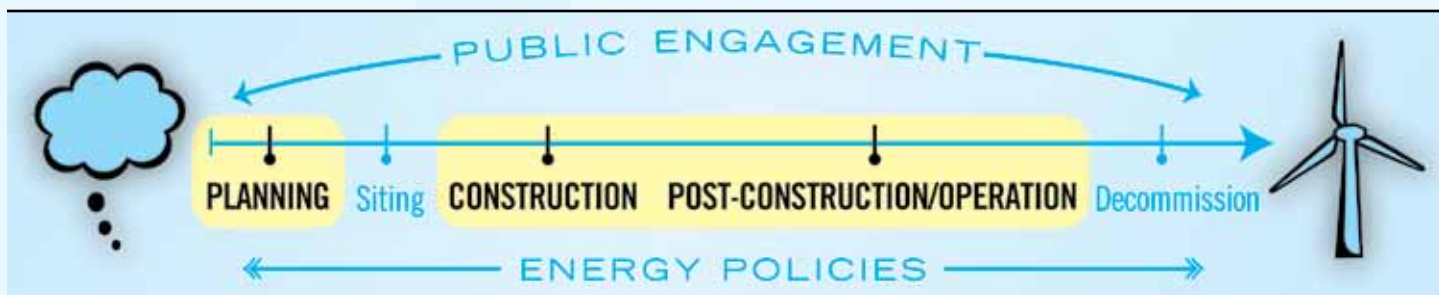 PUBLIC ENGAGEMENT
PLANNING Siting CONSTRUCTION POST-CONSTRUCTION/OPERATION Decommission
ENERGY POLICIES